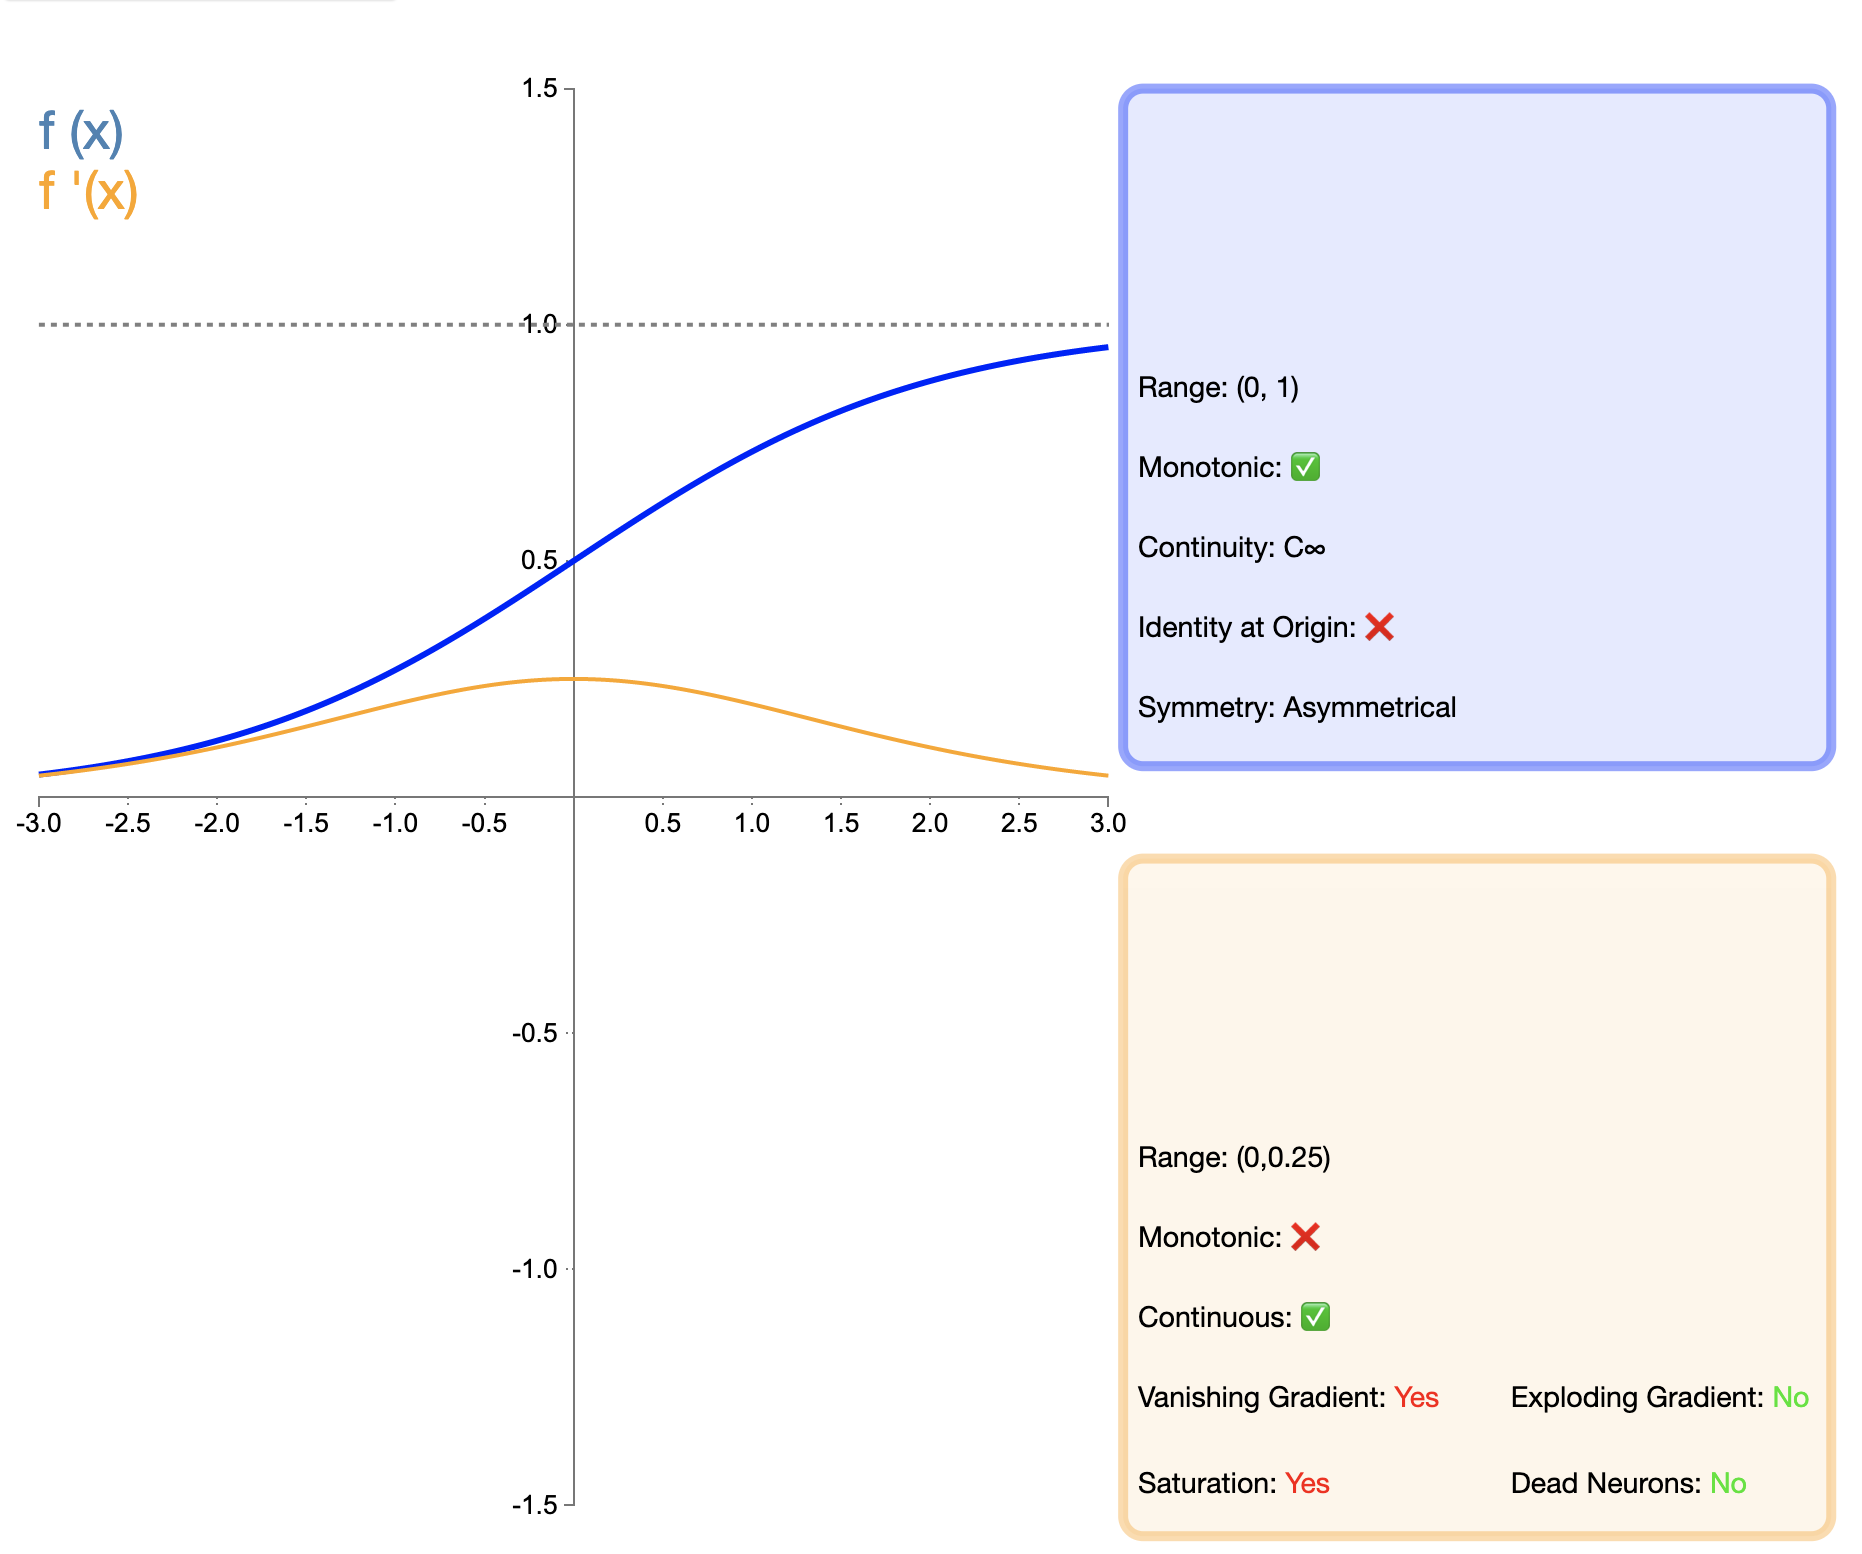 f (x)
f '(x)
1.5
1.0
0.5
-3.0 -2.5 -2.0 -1.5 -1.0 -0.5 0.5 1.0 1.5 2.0 2.5 3.0
-0.5
-1.0
-1.5
Range: (0, 1)
Monotonic: ✅
Continuity: C∞
Identity at Origin: ❌
Symmetry: Asymmetrical
Range: (0,0.25)
Monotonic: ❌
Continuous: ✅
Vanishing Gradient: Yes Exploding Gradient: No
Saturation: Yes Dead Neurons: No